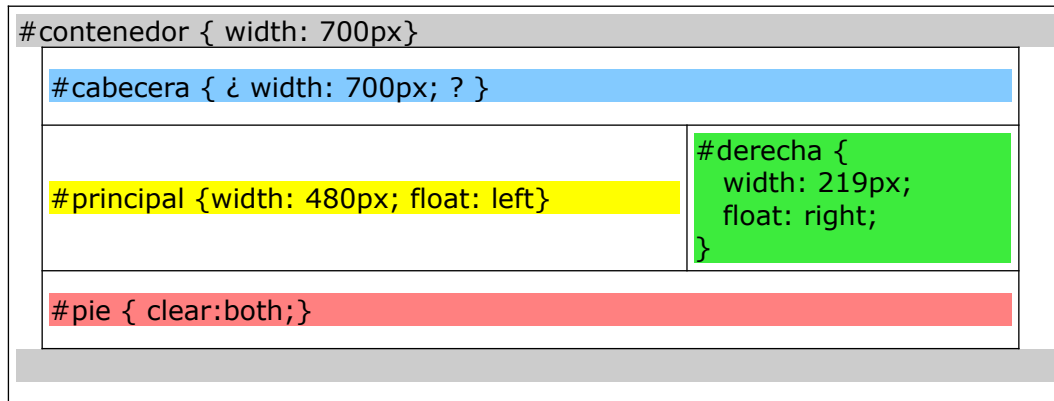 #contenedor { width: 700px}
#cabecera { ¿ width: 700px; ? }
#principal {width: 480px; float: left}
#derecha {
width: 219px;
float: right;
}
#pie { clear:both;}